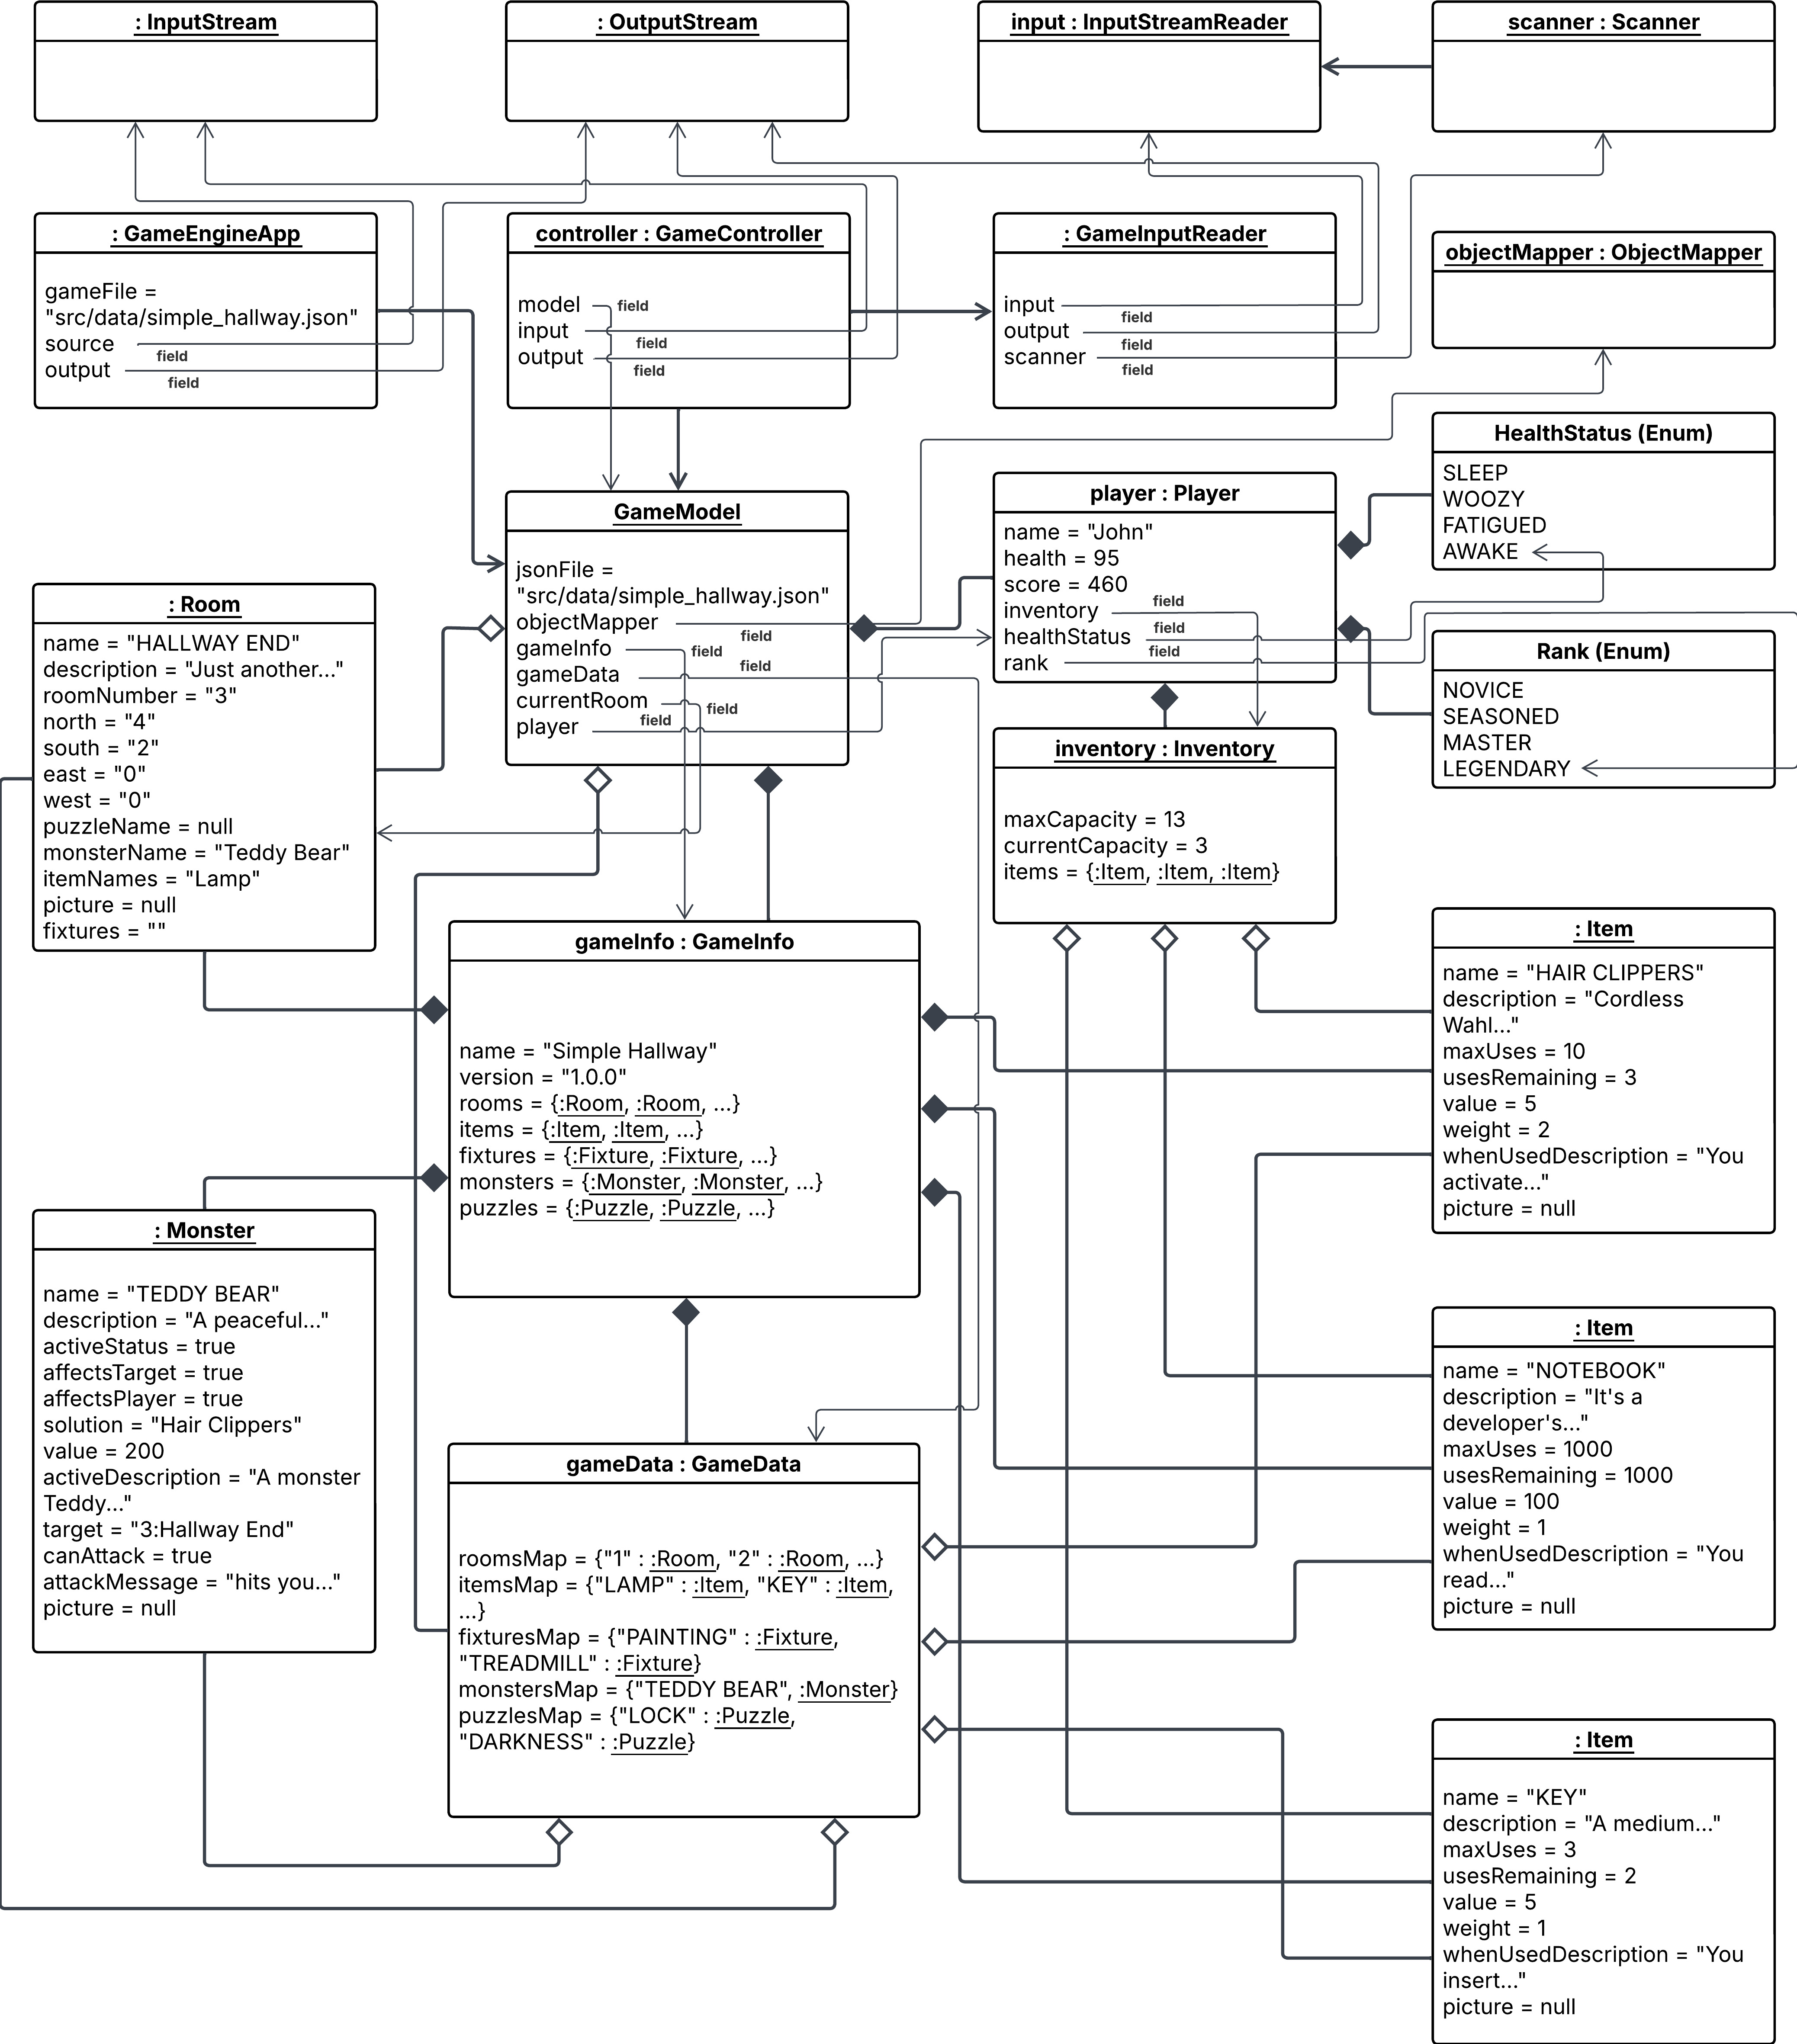 : InputStream
: OutputStream
input : InputStreamReader
scanner : Scanner
: GameEngineApp
gameFile =
"src/data/simple_hallway.json"
source
field
output
field
controller : GameController
model
field
input
field
output
field
: GameInputReader
input
field
output
field
scanner
field
objectMapper : ObjectMapper
HealthStatus (Enum)
SLEEP
WOOZY
FATIGUED
AWAKE
GameModel
jsonFile =
"src/data/simple_hallway.json"
objectMapper
field
gameInfo
field
gameData
field
currentRoom
field
player
field
player : Player
name = "John"
health = 95
score = 460
inventory
field
healthStatus
field
rank
field
Rank (Enum)
NOVICE
SEASONED
MASTER
LEGENDARY
: Room
name = "HALLWAY END"
description = "Just another..."
roomNumber = "3"
north = "4"
south = "2"
east = "0"
west = "0"
puzzleName = null
monsterName = "Teddy Bear"
itemNames = "Lamp"
picture = null
fixtures = ""
inventory : Inventory
maxCapacity = 13
currentCapacity = 3
items = {:Item, :Item, :Item}
gameInfo : GameInfo
name = "Simple Hallway"
version = "1.0.0"
rooms = {:Room, :Room, ...}
items = {:Item, :Item, ...}
fixtures = {:Fixture, :Fixture, ...}
monsters = {:Monster, :Monster, ...}
puzzles = {:Puzzle, :Puzzle, ...}
: Item
name = "HAIR CLIPPERS"
description = "Cordless
Wahl..."
maxUses = 10
usesRemaining = 3
value = 5
weight = 2
whenUsedDescription = "You
activate..."
picture = null
: Monster
name = "TEDDY BEAR"
description = "A peaceful..."
activeStatus = true
affectsTarget = true
affectsPlayer = true
solution = "Hair Clippers"
value = 200
activeDescription = "A monster
Teddy..."
target = "3:Hallway End"
canAttack = true
attackMessage = "hits you..."
picture = null
: Item
name = "NOTEBOOK"
description = "It's a
developer's..."
maxUses = 1000
usesRemaining = 1000
value = 100
weight = 1
whenUsedDescription = "You
read..."
picture = null
gameData : GameData
roomsMap = {"1" : :Room, "2" : :Room, ...}
itemsMap = {"LAMP" : :Item, "KEY" : :Item,
...}
fixturesMap = {"PAINTING" : :Fixture,
"TREADMILL" : :Fixture}
monstersMap = {"TEDDY BEAR", :Monster}
puzzlesMap = {"LOCK" : :Puzzle,
"DARKNESS" : :Puzzle}
: Item
name = "KEY"
description = "A medium..."
maxUses = 3
usesRemaining = 2
value = 5
weight = 1
whenUsedDescription = "You
insert..."
picture = null